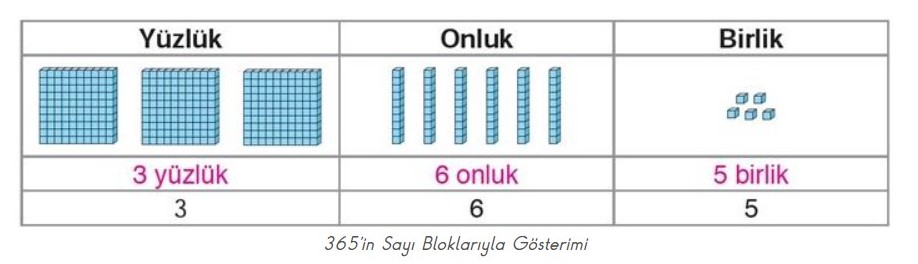 Yüzlük Onluk Birlik
3 yüzlük 6 onluk 5 birlik
3 6 5
365'in Sayı Bloklarıyla Gösterimi